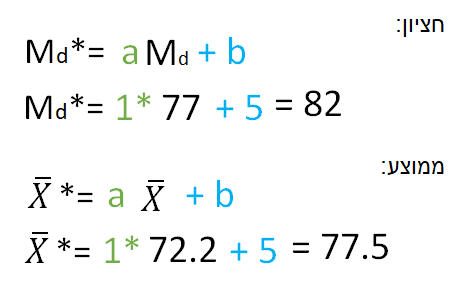 חציון:
Md*= a Md + b
Md*= 1* 77 + 5 = 82
ממוצע:
X̅ *= a X̅ + b
X̅ *= 1* 72.2 + 5 = 77.5